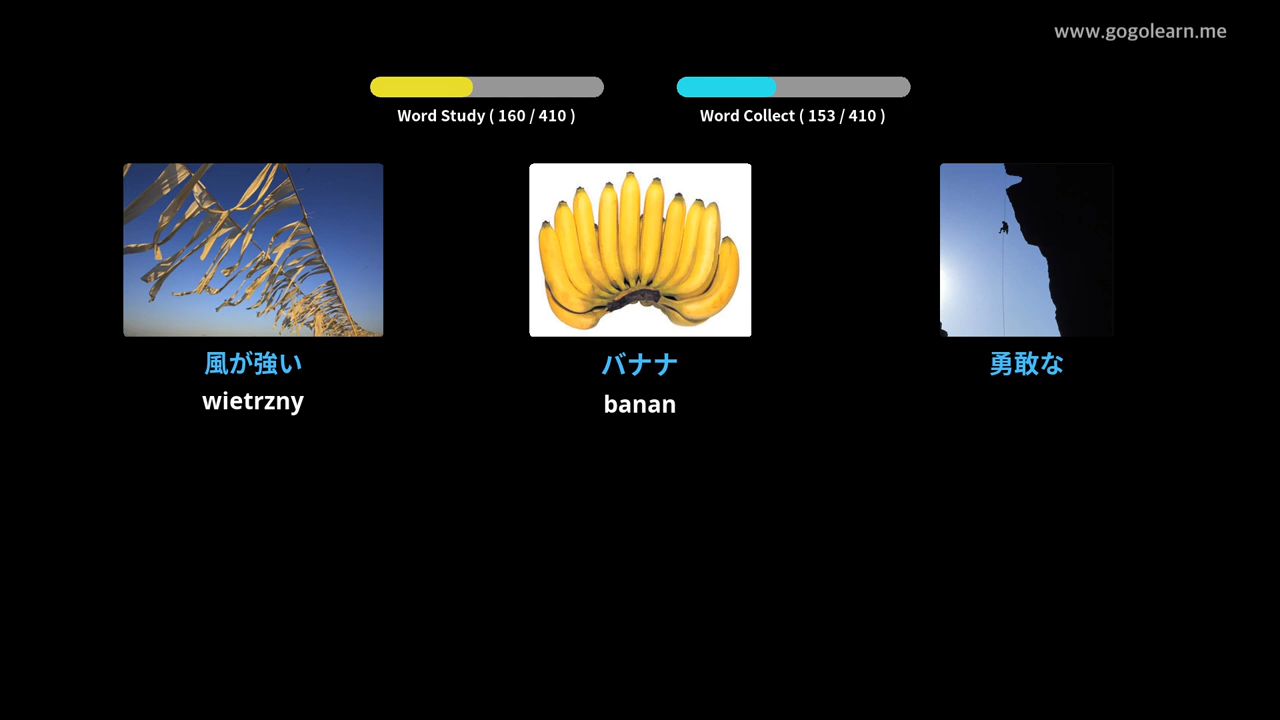 www.gogolearn.me
Word Study ( 160 / 410 )
Word Collect ( 153 / 410 )
風が強い
wietrzny
バナナ
banan
勇敢な